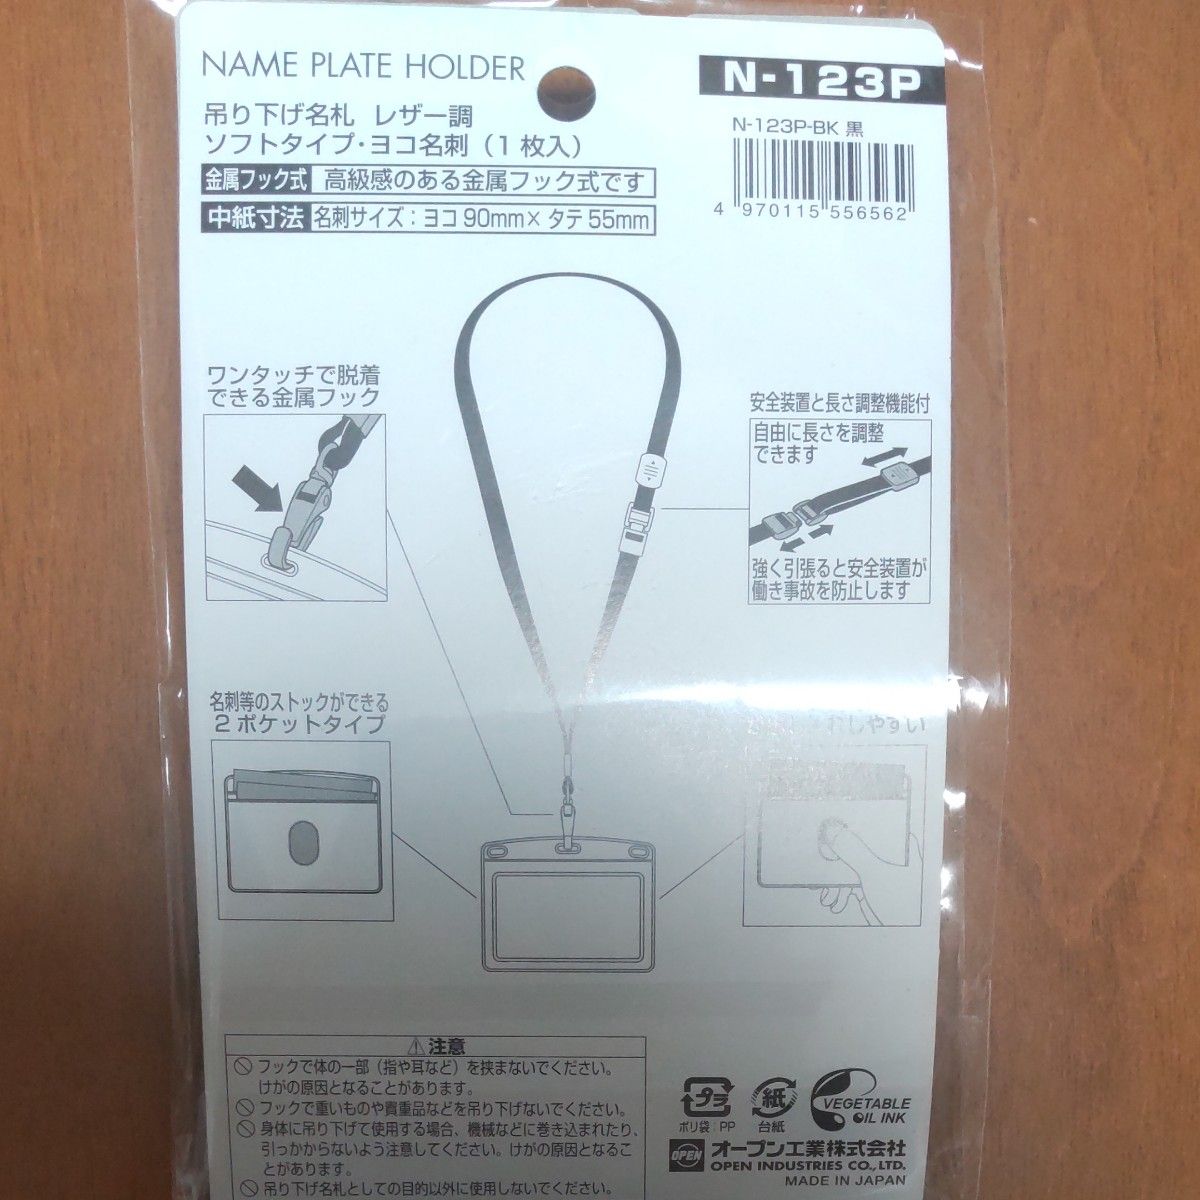 NAME PLATE HOLDER
N-123P
吊り下げ名札 レザー調
ソフトタイプ・ヨコ名刺（1枚入）
金属フック式 高級感のある金属フック式です
中紙寸法 名刺サイズ：ヨコ90mm×タテ55mm
N-123P-BK 黒
4 970115 556562
ワンタッチで脱着
できる金属フック
安全装置と長さ調整機能付
自由に長さを調整
できます
強く引張ると安全装置が
働き事故を防止します
名刺等のストックができる
2ポケットタイプ
しやすい
⚠注意
フックで体の一部（指や耳など）を挟まないでください。
けがの原因となることがあります。
フックで重いものや貴重品などを吊り下げないでください。
身体に吊り下げて使用する場合、機械などに巻き込まれたり、
引っかからないよう注意してください。けがの原因となるこ
とがあります。
吊り下げ名札としての目的以外に使用しないでください。
プラ
ポリ袋：PP
紙
台紙
VEGETABLE
OIL INK
OPEN
オープン工業株式会社
OPEN INDUSTRIES CO., LTD.
MADE IN JAPAN